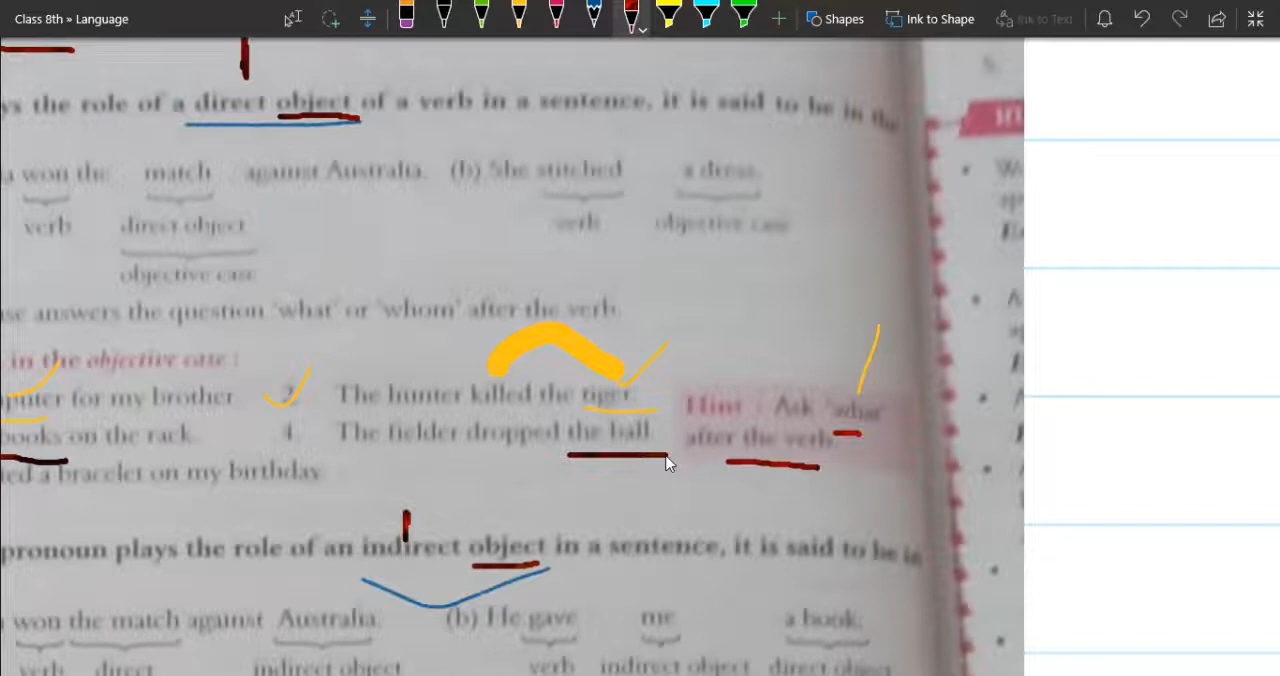 Class 8th » Language
Shapes Ink to Shape Ink to Text
ys the role of a direct object of a verb in a sentence, it is said to be in the
a won the match against Australia. (b) She stitched a dress.
verb direct object verb objective case
objective case
se answers the question 'what' or 'whom' after the verb.
in the objective case :
puter for my brother. 2. The hunter killed the tiger.
Hint : Ask 'what'
books on the rack. 4. The fielder dropped the ball.
after the verb.
ed a bracelet on my birthday.
pronoun plays the role of an indirect object in a sentence, it is said to be in
won the match against Australia. (b) He gave me a book.
verb direct indirect object verb indirect object direct object